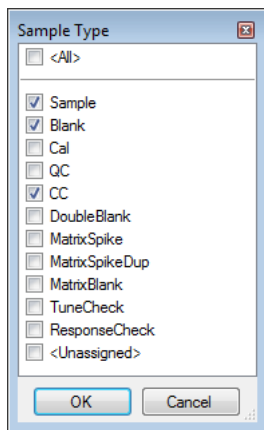 Sample Type
<All>
Sample
Blank
Cal
QC
CC
DoubleBlank
MatrixSpike
MatrixSpikeDup
MatrixBlank
TuneCheck
ResponseCheck
<Unassigned>
OK Cancel